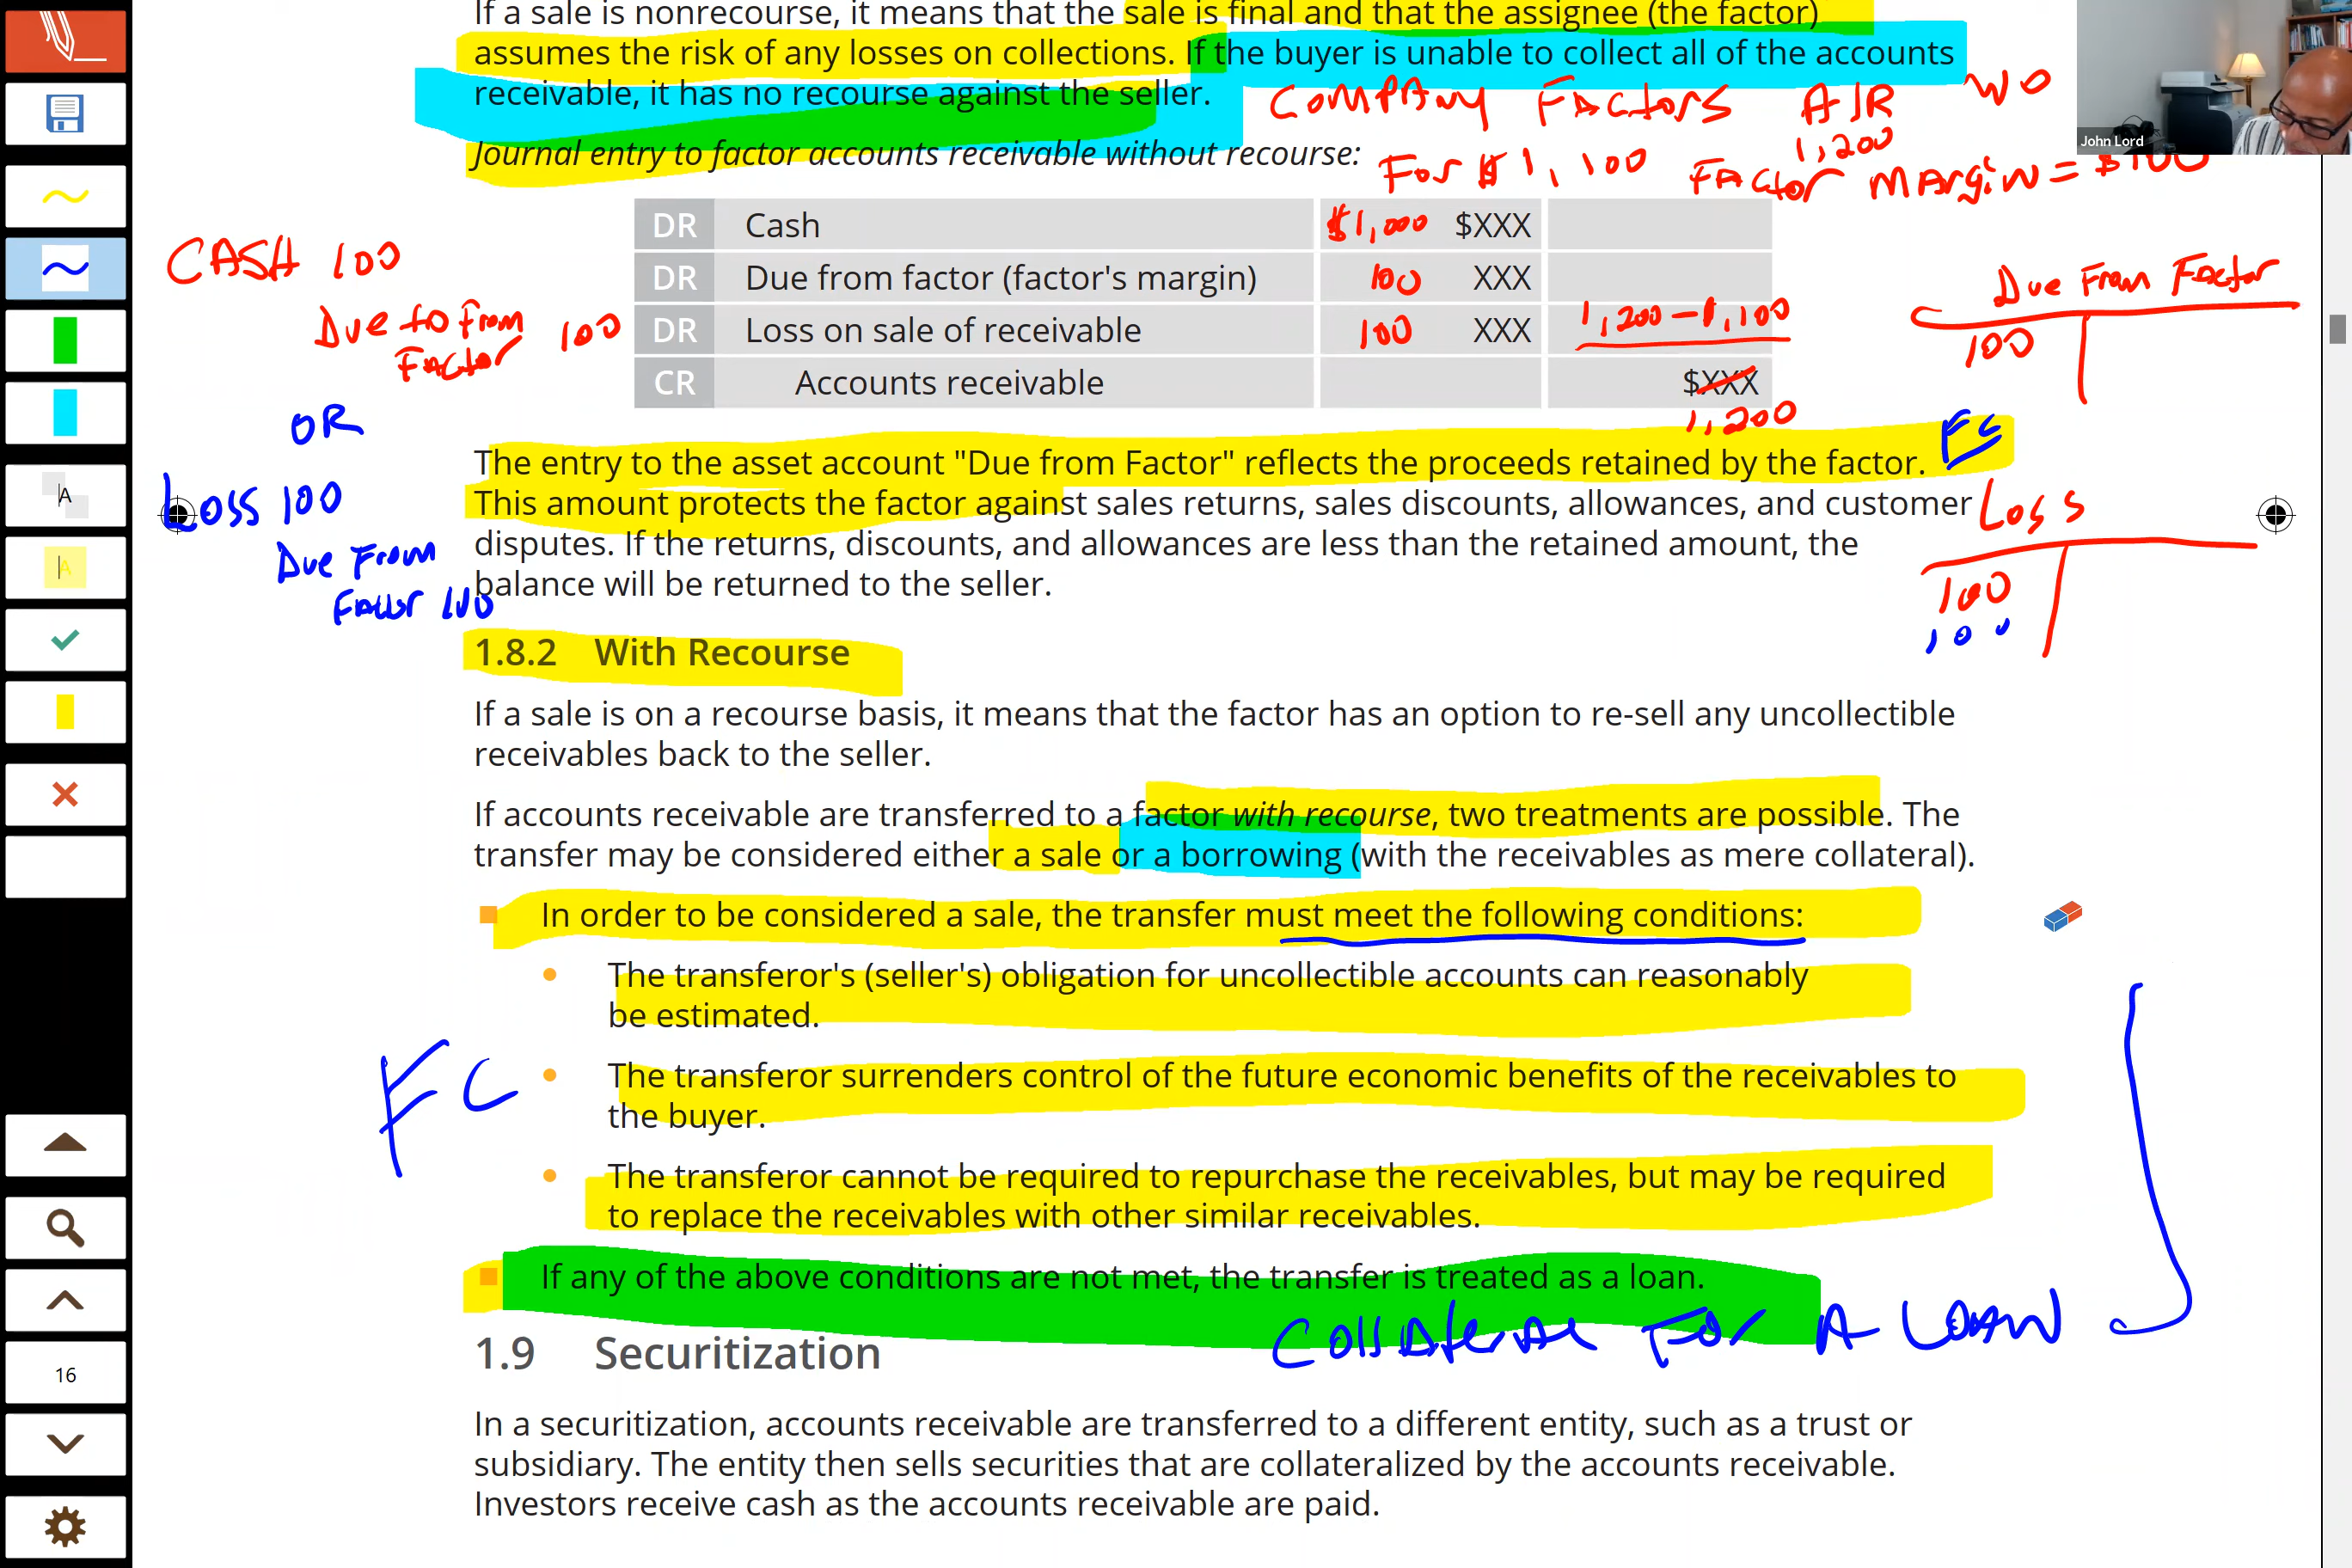 If a sale is nonrecourse, it means that the sale is final and that the assignee (the factor)
assumes the risk of any losses on collections. If the buyer is unable to collect all of the accounts
receivable, it has no recourse against the seller.
Company Factors A/R WO
1,200
John Lord
Journal entry to factor accounts receivable without recourse:
For $1,100 Factor margin = $100
DR Cash $1,000 $XXX
DR Due from factor (factor's margin) 100 XXX
DR Loss on sale of receivable 100 XXX 1,200 - 1,100
CR Accounts receivable $XXX
1,200
CASH 100
Due to From
Factor 100
OR
Loss 100
Due From
Factor 100
Due From Factor
100
The entry to the asset account "Due from Factor" reflects the proceeds retained by the factor.
This amount protects the factor against sales returns, sales discounts, allowances, and customer
disputes. If the returns, discounts, and allowances are less than the retained amount, the
balance will be returned to the seller.
Loss
100
100
1.8.2 With Recourse
If a sale is on a recourse basis, it means that the factor has an option to re-sell any uncollectible
receivables back to the seller.
If accounts receivable are transferred to a factor with recourse, two treatments are possible. The
transfer may be considered either a sale or a borrowing (with the receivables as mere collateral).
In order to be considered a sale, the transfer must meet the following conditions:
The transferor's (seller's) obligation for uncollectible accounts can reasonably
be estimated.
FC
The transferor surrenders control of the future economic benefits of the receivables to
the buyer.
The transferor cannot be required to repurchase the receivables, but may be required
to replace the receivables with other similar receivables.
If any of the above conditions are not met, the transfer is treated as a loan.
Collateral For A Loan
1.9 Securitization
In a securitization, accounts receivable are transferred to a different entity, such as a trust or
subsidiary. The entity then sells securities that are collateralized by the accounts receivable.
Investors receive cash as the accounts receivable are paid.
A
A
16